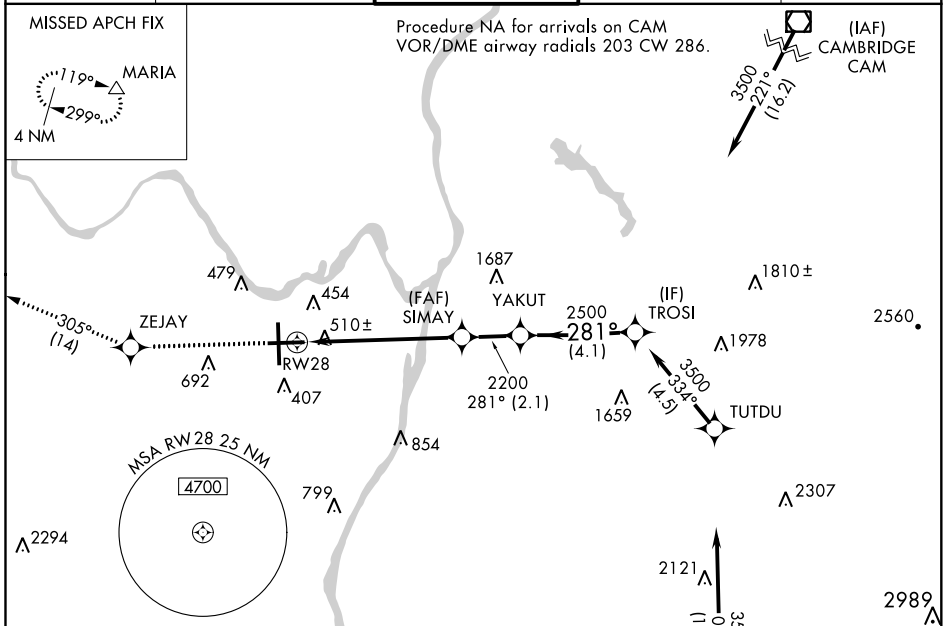 MISSED APCH FIX
119°
MARIA
299°
4 NM
Procedure NA for arrivals on CAM
VOR/DME airway radials 203 CW 286.
(IAF)
CAMBRIDGE
CAM
3500
221°
(16.2)
479
454
1687
1810 ±
(FAF)
SIMAY
YAKUT
2500
281°
(4.1)
(IF)
TROSI
2560
305°
(14)
ZEJAY
510 ±
RW28
692
407
2200
281° (2.1)
1978
3500
334°
(4.5)
1659
TUTDU
854
MSA RW 28 25 NM
4700
799
2307
2294
2121
2989